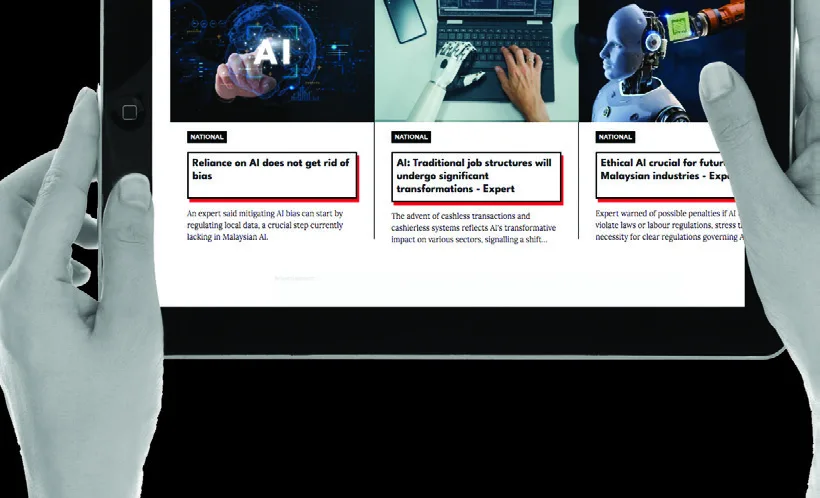 AI
NATIONAL
Reliance on AI does not get rid of
bias
An expert said mitigating AI bias can start by
regulating local data, a crucial step currently
lacking in Malaysian AI.
NATIONAL
AI: Traditional job structures will
undergo significant
transformations - Expert
The advent of cashless transactions and
cashierless systems reflects AI's transformative
impact on various sectors, signalling a shift...
NATIONAL
Ethical AI crucial for
Malaysian industries -
Expert warned of possible penalties if AI
violate laws or labour regulations, stress
necessity for clear regulations governing